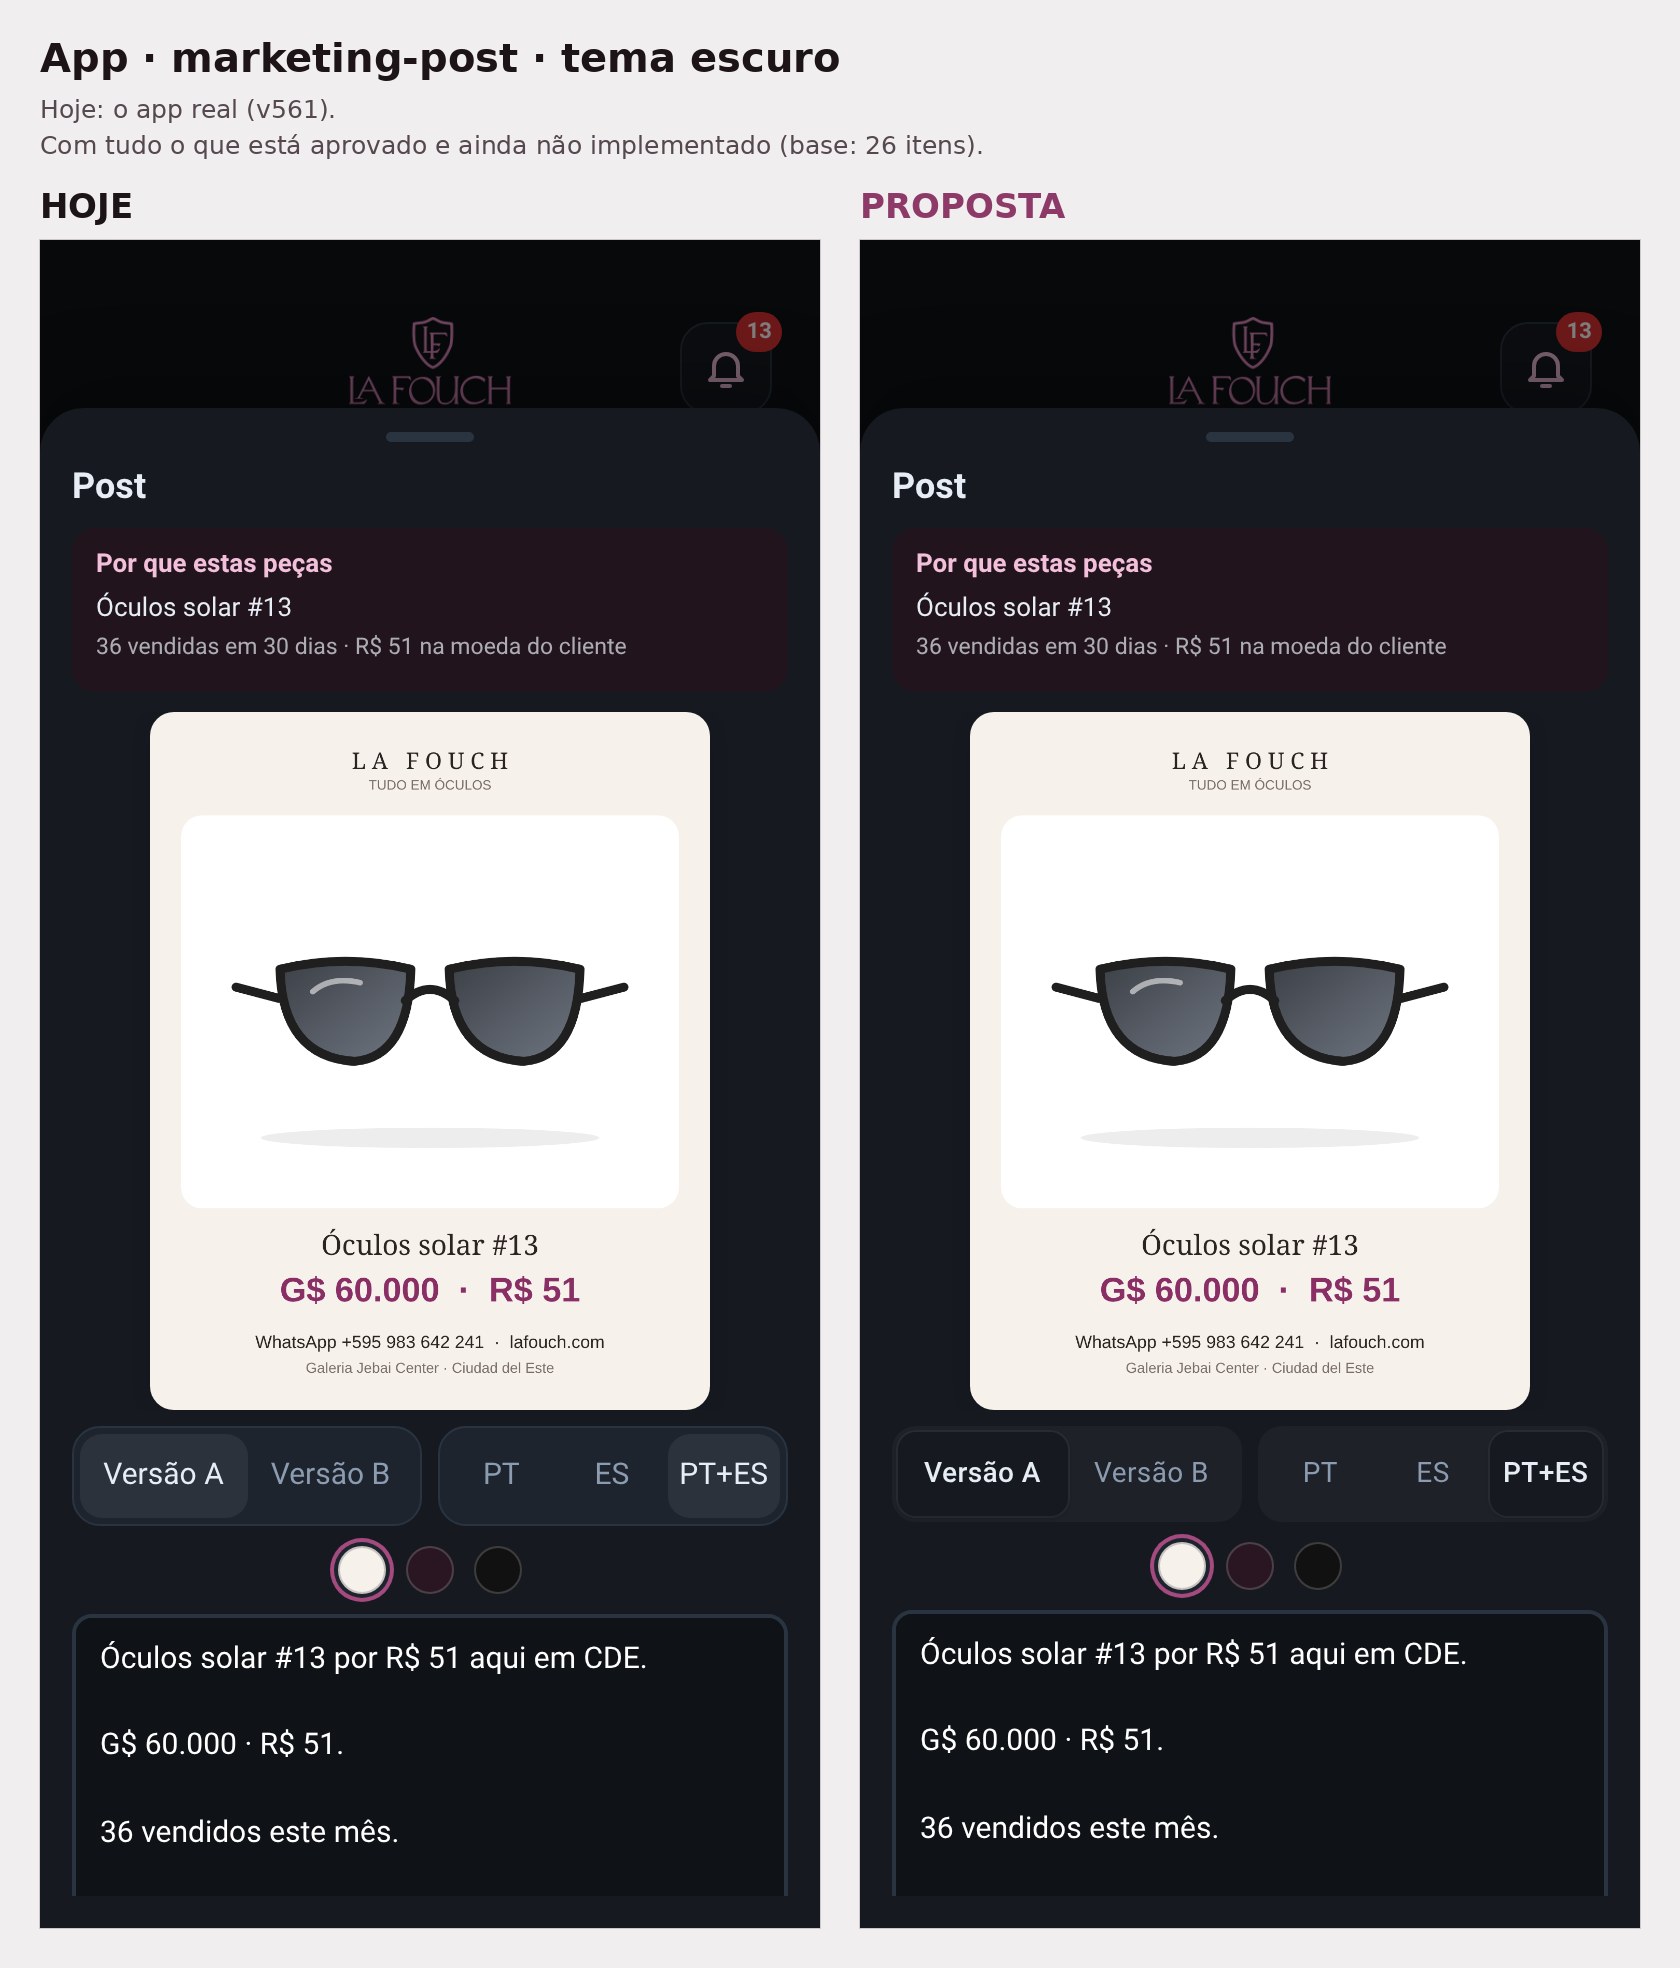 App · marketing-post · tema escuro
Hoje: o app real (v561).
Com tudo o que está aprovado e ainda não implementado (base: 26 itens).
HOJE
13
LF
LA FOUCH
Post
Por que estas peças
Óculos solar #13
36 vendidas em 30 dias · R$ 51 na moeda do cliente
LA FOUCH
TUDO EM ÓCULOS
Óculos solar #13
G$ 60.000 · R$ 51
WhatsApp +595 983 642 241 · lafouch.com
Galeria Jebai Center · Ciudad del Este
Versão A Versão B PT ES PT+ES
Óculos solar #13 por R$ 51 aqui em CDE.
G$ 60.000 · R$ 51.
36 vendidos este mês.
PROPOSTA
13
LF
LA FOUCH
Post
Por que estas peças
Óculos solar #13
36 vendidas em 30 dias · R$ 51 na moeda do cliente
LA FOUCH
TUDO EM ÓCULOS
Óculos solar #13
G$ 60.000 · R$ 51
WhatsApp +595 983 642 241 · lafouch.com
Galeria Jebai Center · Ciudad del Este
Versão A Versão B PT ES PT+ES
Óculos solar #13 por R$ 51 aqui em CDE.
G$ 60.000 · R$ 51.
36 vendidos este mês.